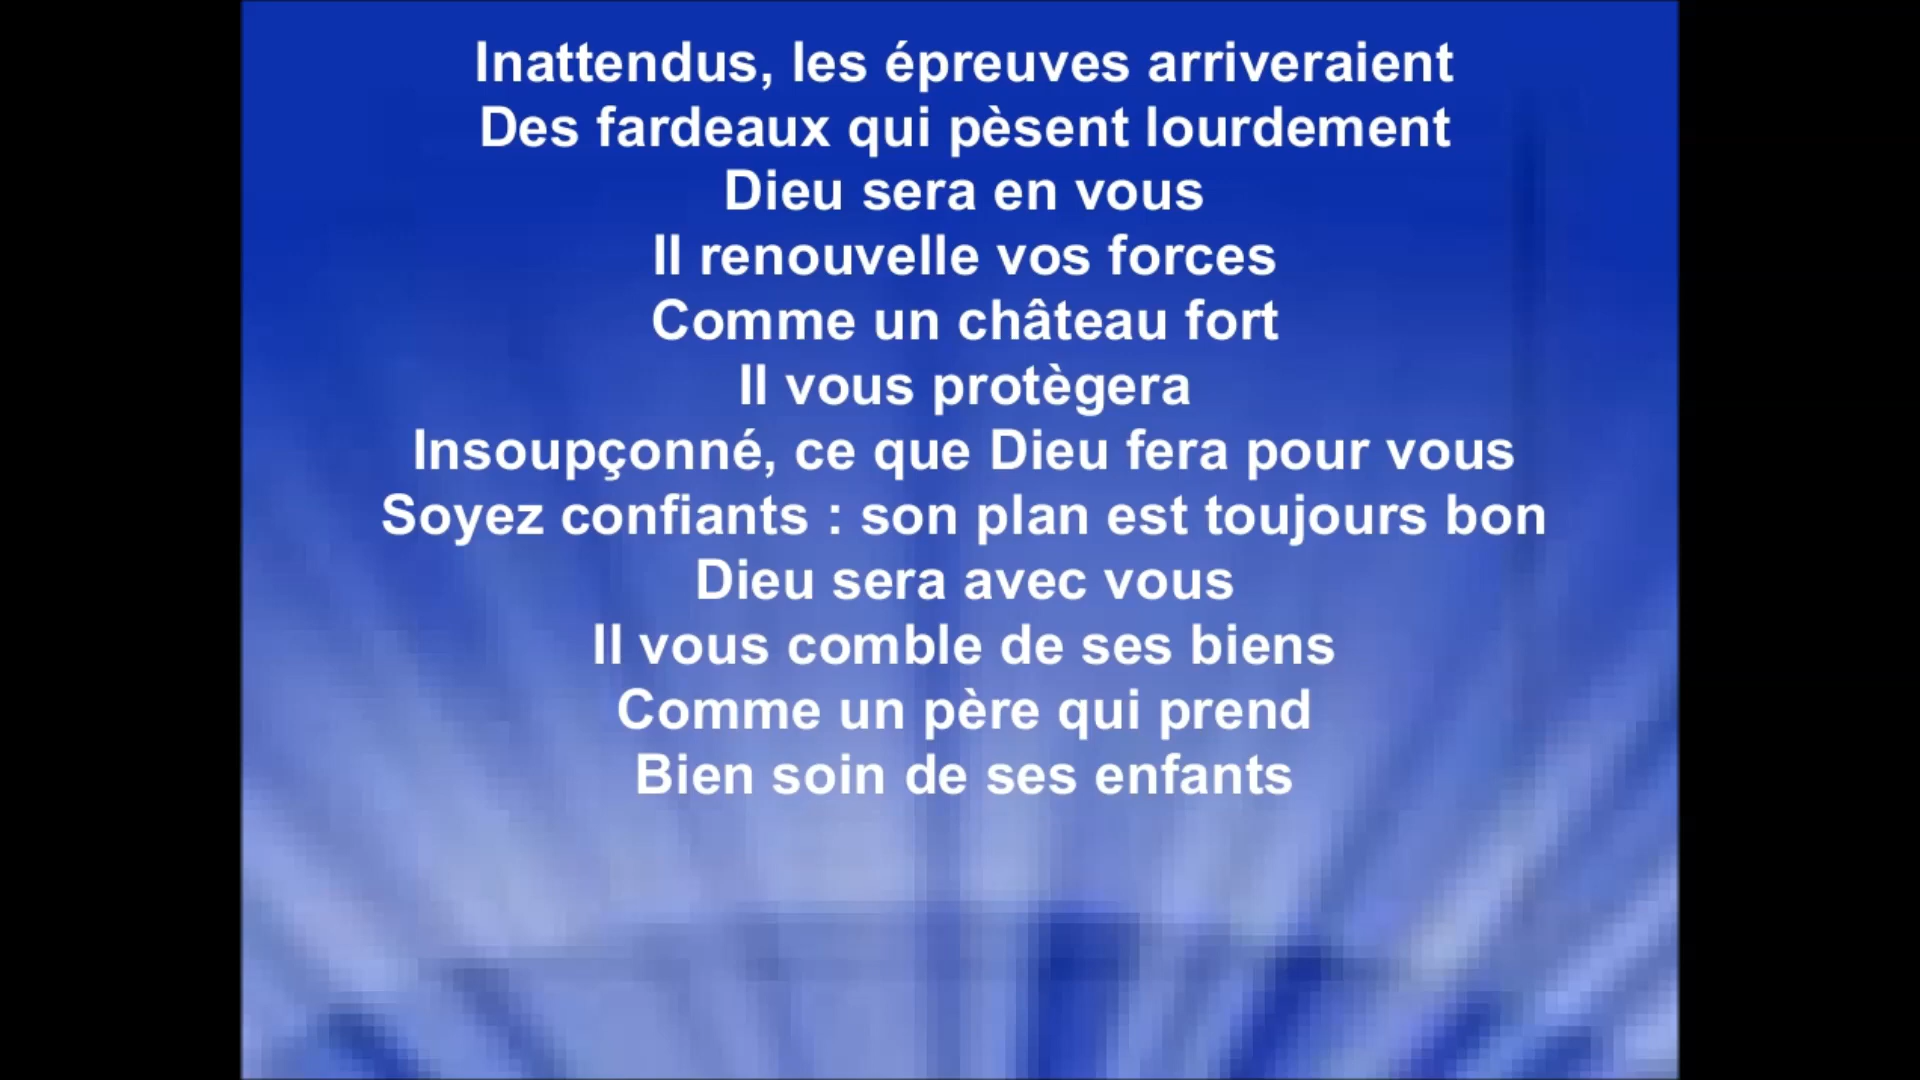 Inattendus, les épreuves arriveraient
Des fardeaux qui pèsent lourdement
Dieu sera en vous
Il renouvelle vos forces
Comme un château fort
Il vous protègera
Insoupçonné, ce que Dieu fera pour vous
Soyez confiants : son plan est toujours bon
Dieu sera avec vous
Il vous comble de ses biens
Comme un père qui prend
Bien soin de ses enfants